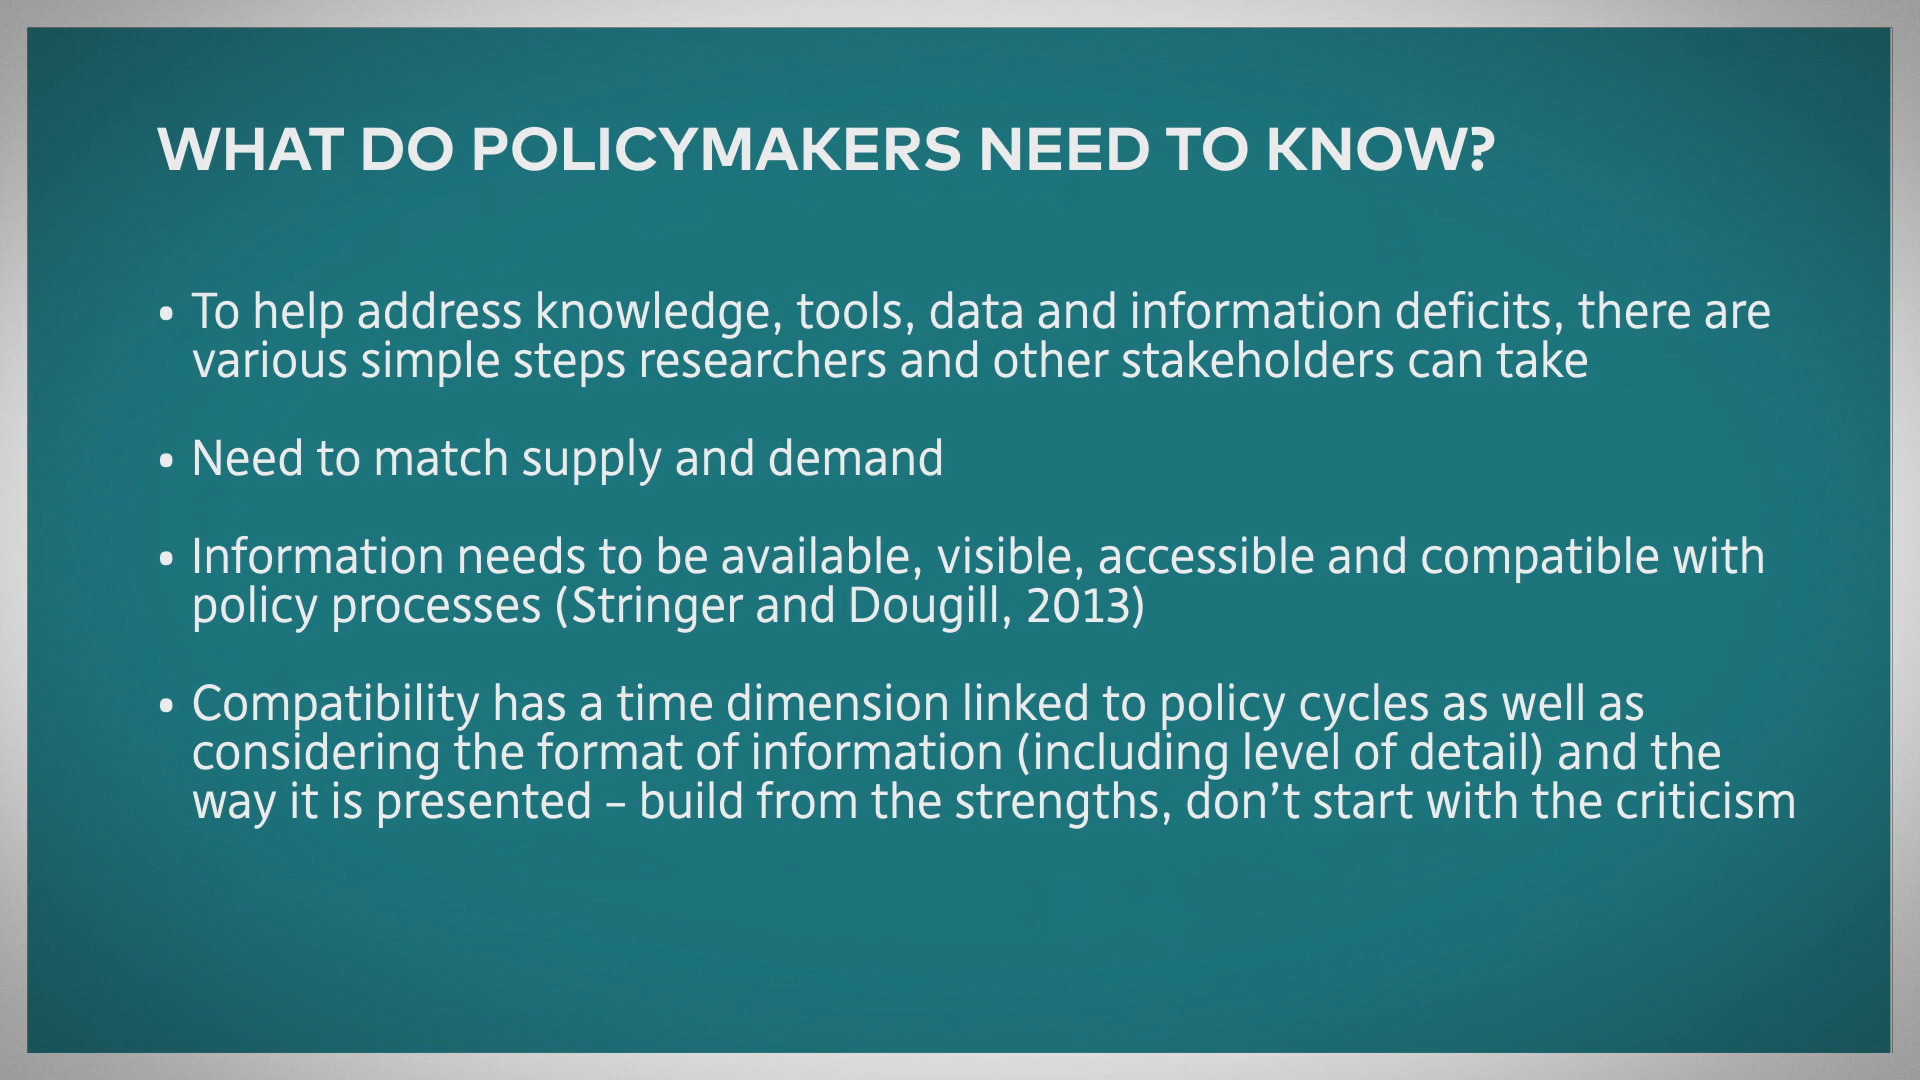 WHAT DO POLICYMAKERS NEED TO KNOW?
• To help address knowledge, tools, data and information deficits, there are
various simple steps researchers and other stakeholders can take
• Need to match supply and demand
• Information needs to be available, visible, accessible and compatible with
policy processes (Stringer and Dougill, 2013)
• Compatibility has a time dimension linked to policy cycles as well as
considering the format of information (including level of detail) and the
way it is presented – build from the strengths, don’t start with the criticism